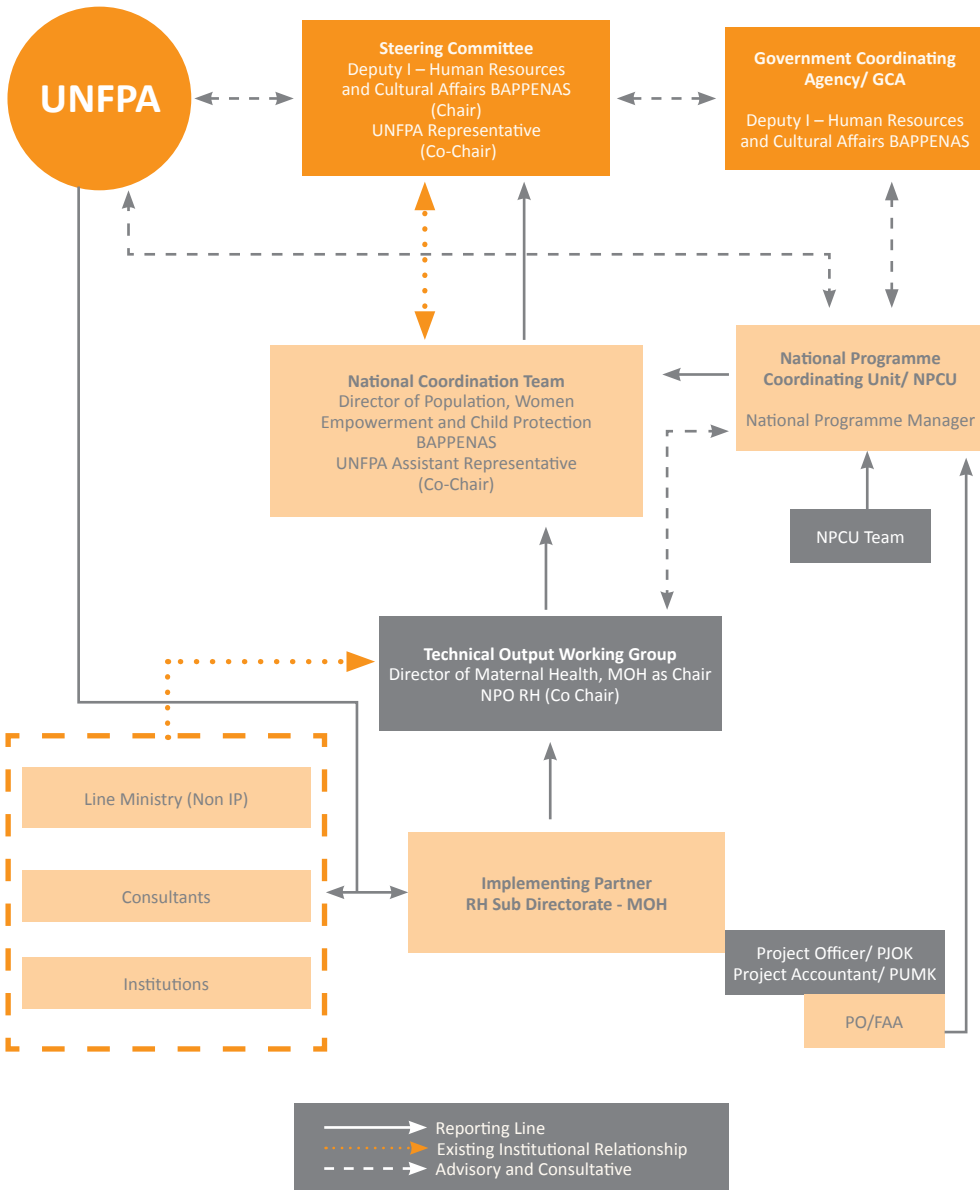 UNFPA
Steering Committee
Deputy I – Human Resources
and Cultural Affairs BAPPENAS
(Chair)
UNFPA Representative
(Co-Chair)
Government Coordinating
Agency/ GCA
Deputy I – Human Resources
and Cultural Affairs BAPPENAS
National Coordination Team
Director of Population, Women
Empowerment and Child Protection
BAPPENAS
UNFPA Assistant Representative
(Co-Chair)
National Programme
Coordinating Unit/ NPCU
National Programme Manager
NPCU Team
Technical Output Working Group
Director of Maternal Health, MOH as Chair
NPO RH (Co Chair)
Line Ministry (Non IP)
Consultants
Institutions
Implementing Partner
RH Sub Directorate - MOH
Project Officer/ PJOK
Project Accountant/ PUMK
PO/FAA
Reporting Line
Existing Institutional Relationship
Advisory and Consultative